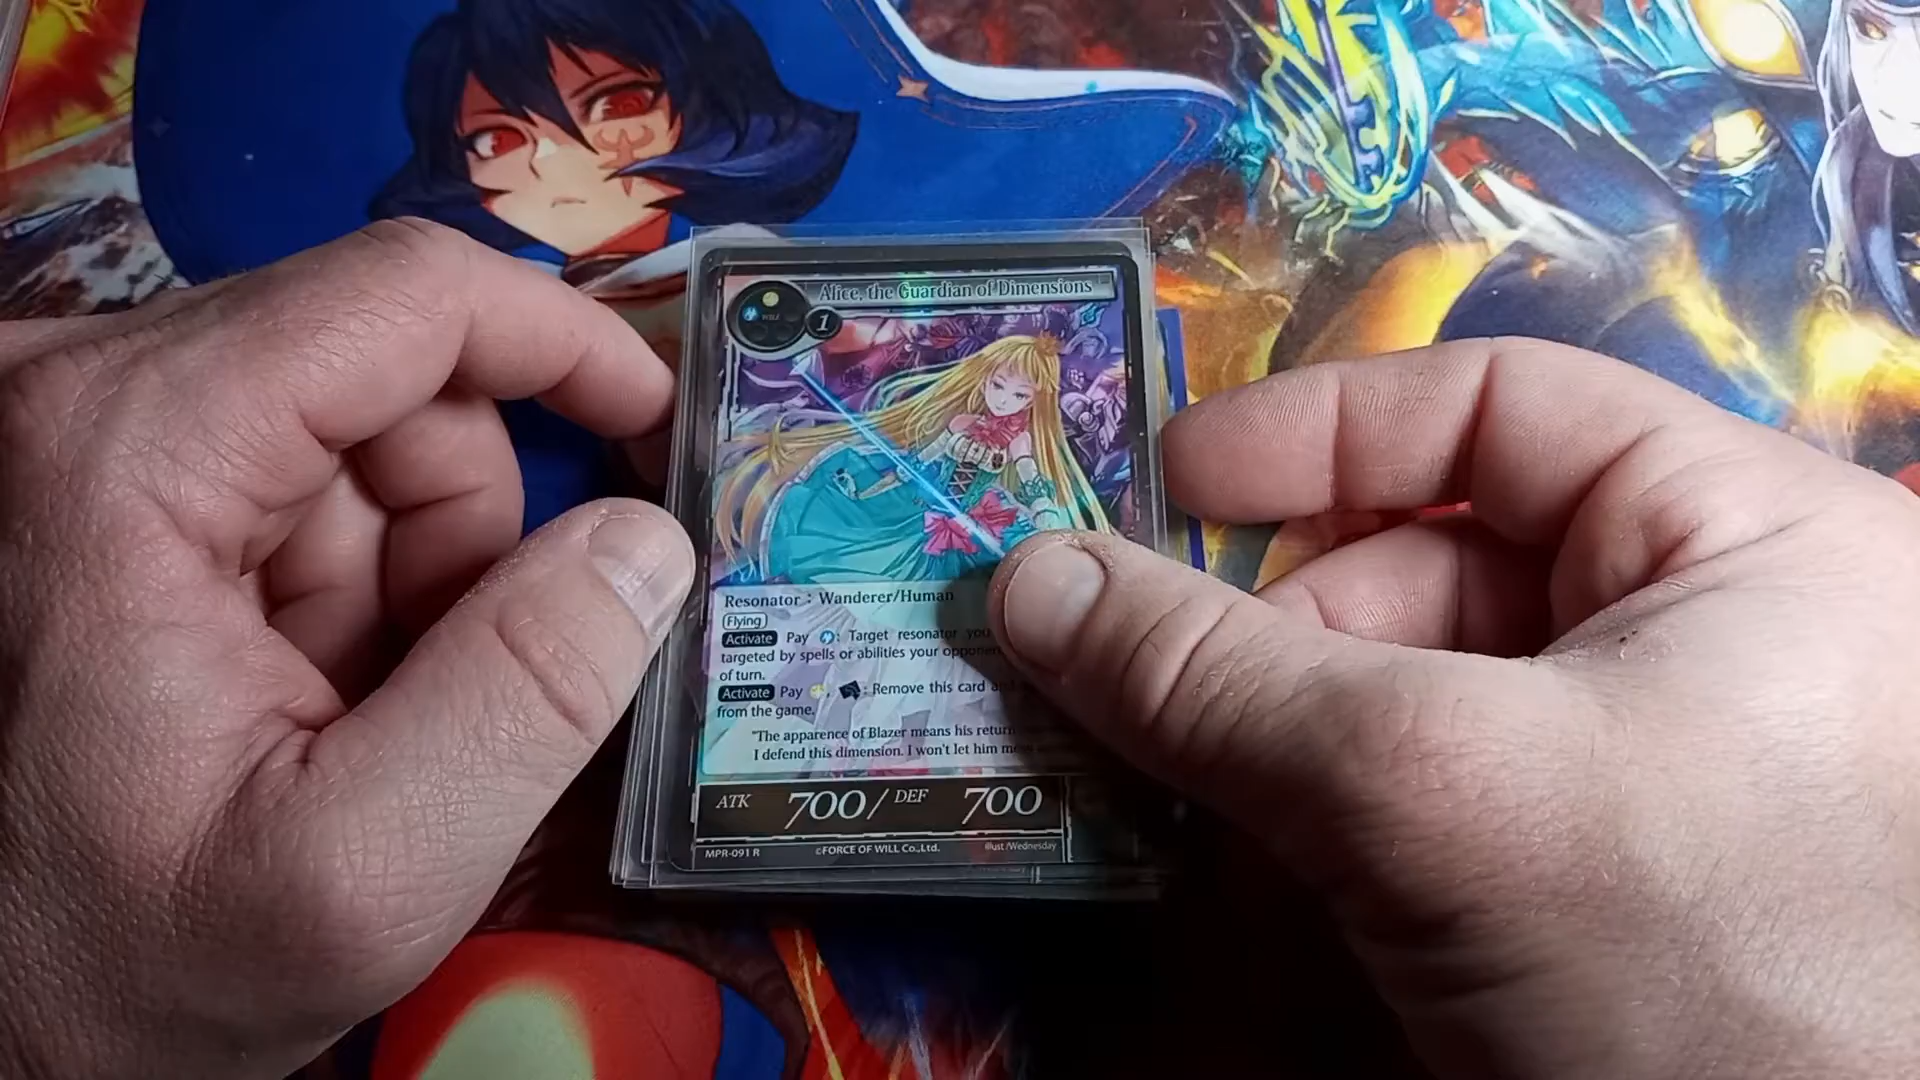 Alice, the Guardian of Dimensions
WILL
1
Resonator : Wanderer/Human
Flying
Activate Pay : Target resonator you
targeted by spells or abilities your
of turn.
Activate Pay , : Remove this card
from the game.
"The apparence of Blazer means his return
I defend this dimension. I won't let him
ATK 700 / DEF 700
MPR-091 R ©FORCE OF WILL Co.,Ltd. illust/Wednesday